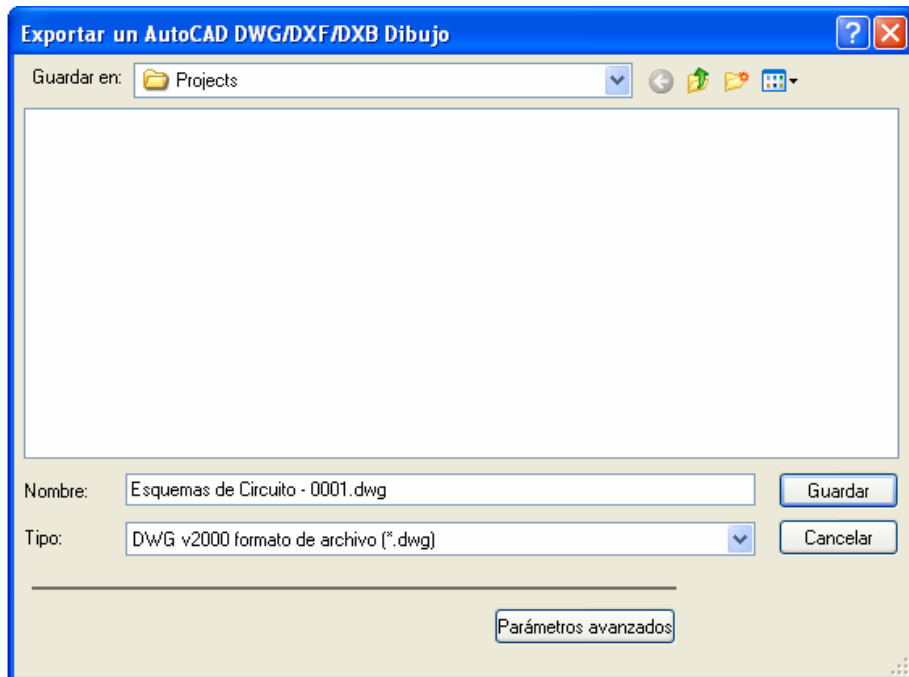 Exportar un AutoCAD DWG/DXF/DXB Dibujo
Guardar en: Projects
Nombre: Esquemas de Circuito - 0001.dwg Guardar
Tipo: DWG v2000 formato de archivo (*.dwg) Cancelar
Parámetros avanzados